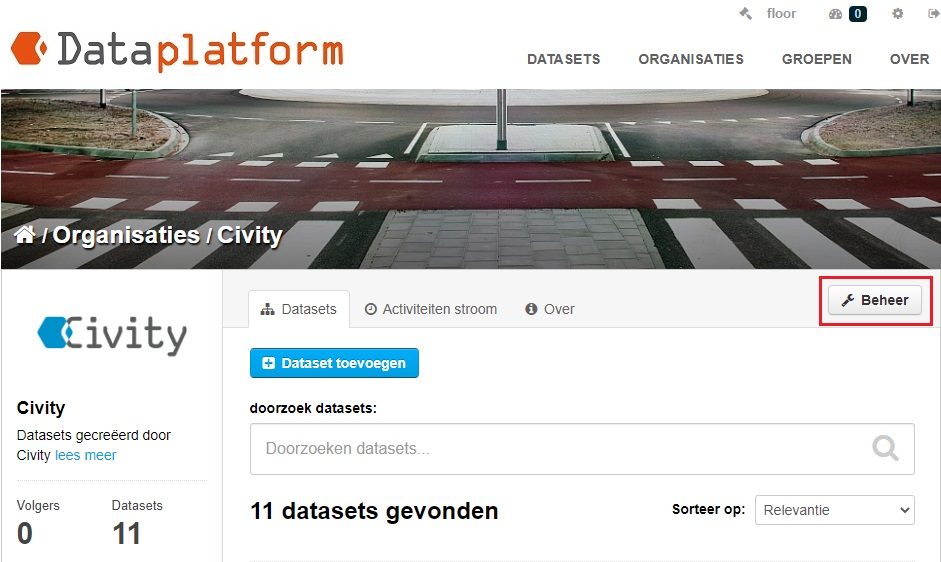 floor 0
Dataplatform
DATASETS ORGANISATIES GROEPEN OVER
/ Organisaties / Civity
Datasets Activiteiten stroom Over Beheer
Civity
Dataset toevoegen
doorzoek datasets:
Civity
Datasets gecreëerd door
Civity lees meer
Doorzoeken datasets...
Volgers Datasets
0 11
11 datasets gevonden
Sorteer op: Relevantie